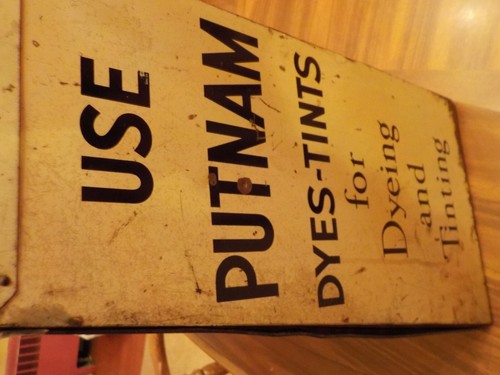 USE
PUTNAM
DYES-TINTS
for
Dyeing
and
Tinting